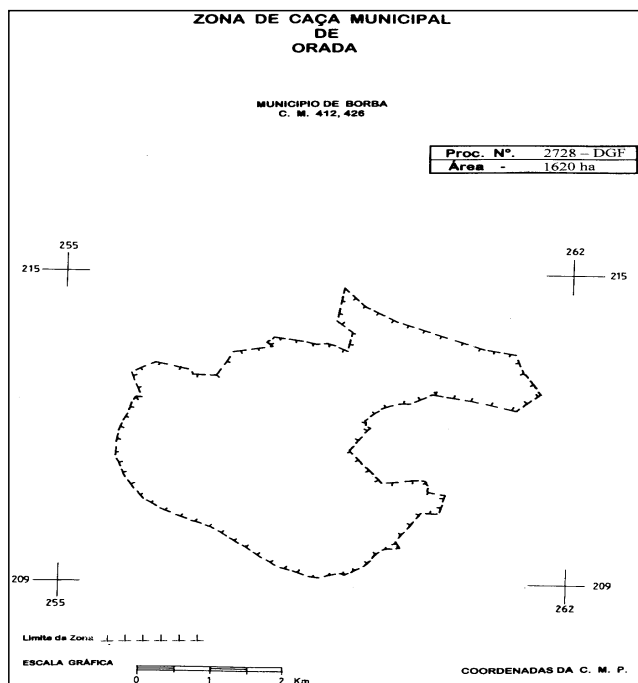 ZONA DE CAÇA MUNICIPAL
DE
ORADA
MUNICIPIO DE BORBA
C. M. 412, 426
Proc. Nº. 2728 – DGF
Área - 1620 ha
255
262
215
215
209
209
255
262
Limite da Zona
ESCALA GRÁFICA
0 1 2 Km
COORDENADAS DA C. M. P.